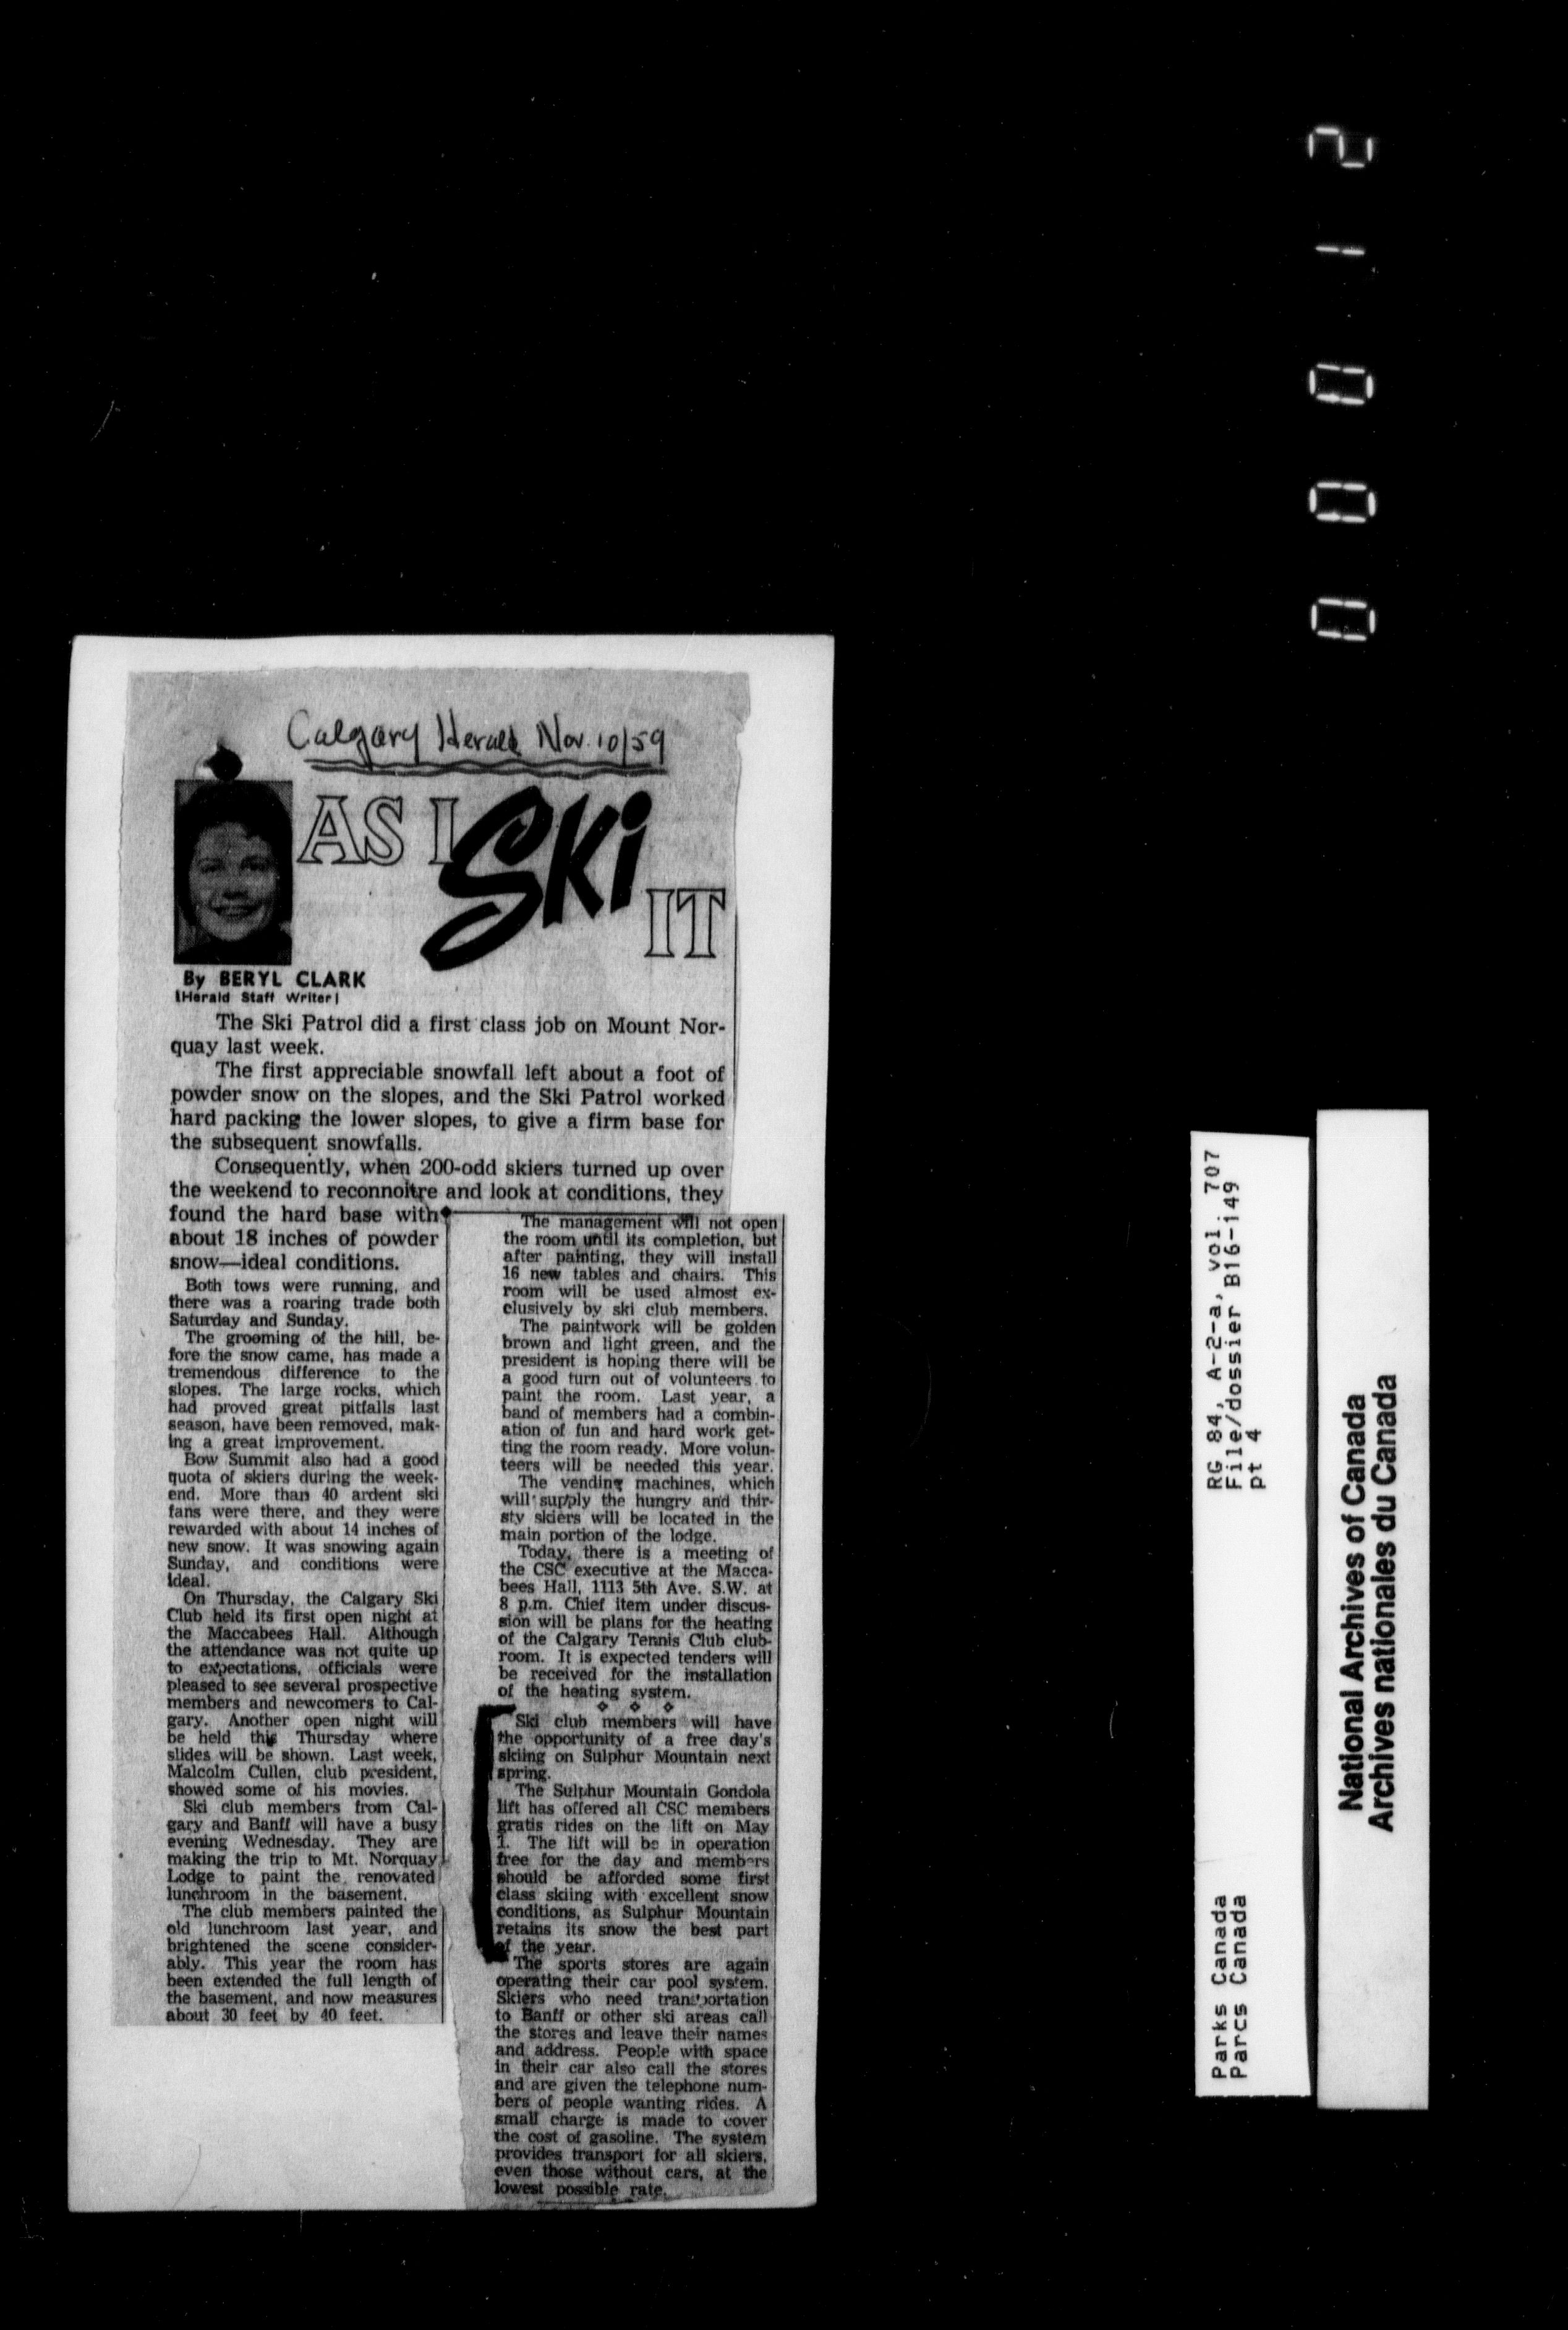 Calgary Herald Nov. 10/59
AS I SKi IT
By BERYL CLARK
(Herald Staff Writer)
The Ski Patrol did a first class job on Mount Nor-
quay last week.
The first appreciable snowfall left about a foot of
powder snow on the slopes, and the Ski Patrol worked
hard packing the lower slopes, to give a firm base for
the subsequent snowfalls.
Consequently, when 200-odd skiers turned up over
the weekend to reconnoitre and look at conditions, they
found the hard base with
about 18 inches of powder
snow—ideal conditions.
Both tows were running, and
there was a roaring trade both
Saturday and Sunday.
The grooming of the hill, be-
fore the snow came, has made a
tremendous difference to the
slopes. The large rocks, which
had proved great pitfalls last
season, have been removed, mak-
ing a great improvement.
Bow Summit also had a good
quota of skiers during the week-
end. More than 40 ardent ski
fans were there, and they were
rewarded with about 14 inches of
new snow. It was snowing again
Sunday, and conditions were
ideal.
On Thursday, the Calgary Ski
Club held its first open night at
the Maccabees Hall. Although
the attendance was not quite up
to expectations, officials were
pleased to see several prospective
members and newcomers to Cal-
gary. Another open night will
be held this Thursday where
slides will be shown. Last week,
Malcolm Cullen, club president,
showed some of his movies.
Ski club members from Cal-
gary and Banff will have a busy
evening Wednesday. They are
making the trip to Mt. Norquay
Lodge to paint the renovated
lunchroom in the basement.
The club members painted the
old lunchroom last year, and
brightened the scene consider-
ably. This year the room has
been extended the full length of
the basement, and now measures
about 30 feet by 40 feet.
The management will not open
the room until its completion, but
after painting, they will install
16 new tables and chairs. This
room will be used almost ex-
clusively by ski club members.
The paintwork will be golden
brown and light green, and the
president is hoping there will be
a good turn out of volunteers to
paint the room. Last year, a
band of members had a combin-
ation of fun and hard work get-
ting the room ready. More volun-
teers will be needed this year.
The vending machines, which
will supply the hungry and thir-
sty skiers will be located in the
main portion of the lodge.
Today, there is a meeting of
the CSC executive at the Macca-
bees Hall, 1113 5th Ave. S.W. at
8 p.m. Chief item under discus-
sion will be plans for the heating
of the Calgary Tennis Club club-
room. It is expected tenders will
be received for the installation
of the heating system.
Ski club members will have
the opportunity of a free day's
skiing on Sulphur Mountain next
spring.
The Sulphur Mountain Gondola
lift has offered all CSC members
gratis rides on the lift on May
1. The lift will be in operation
free for the day and members
should be afforded some first
class skiing with excellent snow
conditions, as Sulphur Mountain
retains its snow the best part
of the year.
The sports stores are again
operating their car pool system.
Skiers who need transportation
to Banff or other ski areas call
the stores and leave their names
and address. People with space
in their car also call the stores
and are given the telephone num-
bers of people wanting rides. A
small charge is made to cover
the cost of gasoline. The system
provides transport for all skiers,
even those without cars, at the
lowest possible rate.
00012
Parks Canada RG 84, A-2-a, vol. 707
Parcs Canada File/dossier B16-149
pt 4
National Archives of Canada
Archives nationales du Canada